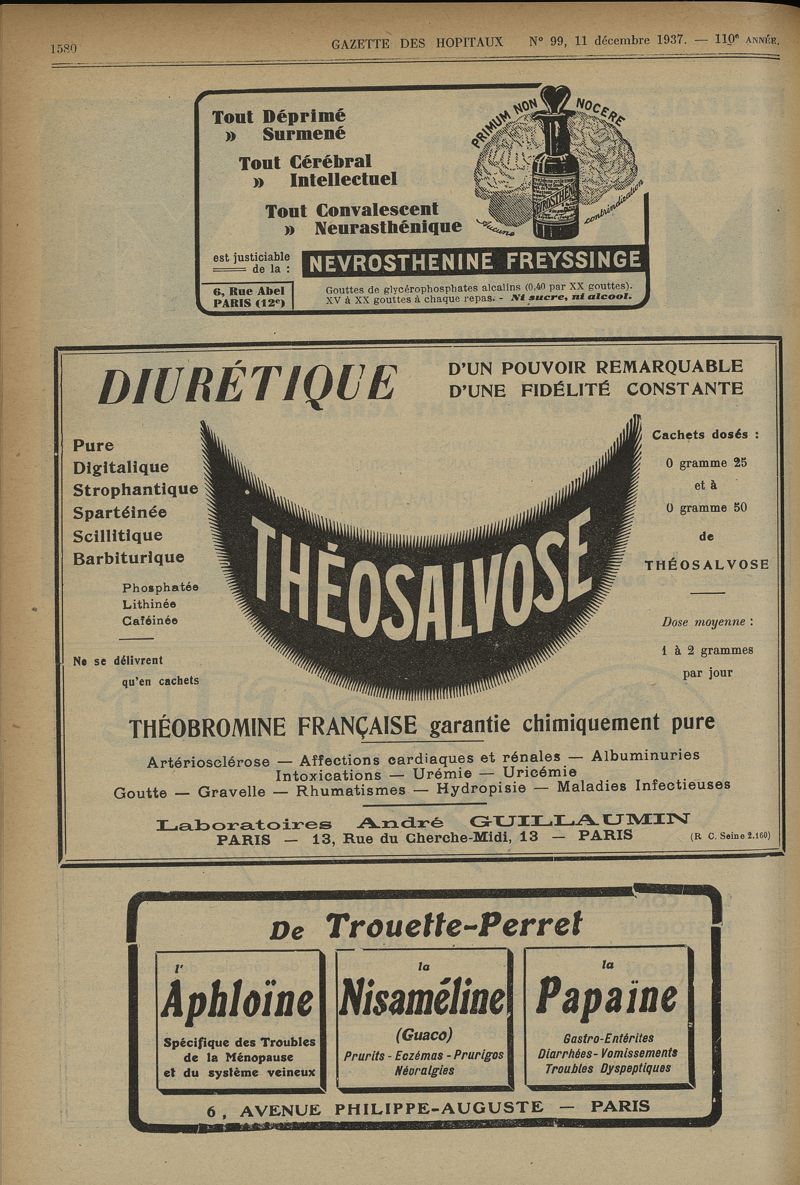 1580
GAZETTE DES HOPITAUX N° 99, 11 décembre 1937. — 110e ANNÉE.
Tout Déprimé
» Surmené
Tout Cérébral
» Intellectuel
Tout Convalescent
» Neurasthénique
PRIMUM NON NOCERE
Aucune contrindication
est justiciable
de la :
NEVROSTHENINE FREYSSINGE
6, Rue Abel
PARIS (12e)
Gouttes de glycérophosphates alcalins (0,40 par XX gouttes).
XV à XX gouttes à chaque repas. - Ni sucre, ni alcool.
DIURÉTIQUE
D'UN POUVOIR REMARQUABLE
D'UNE FIDÉLITÉ CONSTANTE
Pure
Digitalique
Strophantique
Spartéinée
Scillitique
Barbiturique
Phosphatée
Lithinée
Caféinée
Ne se délivrent
qu'en cachets
THÉOSALVOSE
Cachets dosés :
0 gramme 25
et à
0 gramme 50
de
THÉOSALVOSE
Dose moyenne :
1 à 2 grammes
par jour
THÉOBROMINE FRANÇAISE garantie chimiquement pure
Artériosclérose — Affections cardiaques et rénales — Albuminuries
Intoxications — Urémie — Uricémie
Goutte — Gravelle — Rhumatismes — Hydropisie — Maladies Infectieuses
Laboratoires André GUILLAUMIN
PARIS — 13, Rue du Cherche-Midi, 13 — PARIS (R. C. Seine 2.160)
De Trouette-Perret
l'
Aphloïne
Spécifique des Troubles
de la Ménopause
et du système veineux
la
Nisaméline
(Guaco)
Prurits - Eczémas - Prurigos
Névralgies
la
Papaïne
Gastro-Entérites
Diarrhées - Vomissements
Troubles Dyspeptiques
6, AVENUE PHILIPPE-AUGUSTE — PARIS